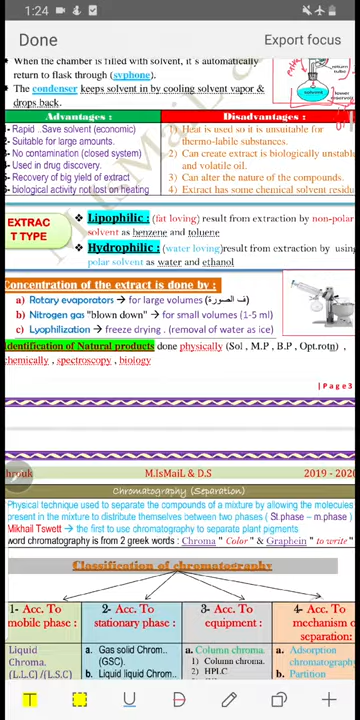 1:24
Done
Export focus
When the chamber is filled with solvent, it's automatically
return to flask through (syphone).
The condenser keeps solvent in by cooling solvent vapor &
drops back.
return
tube
solvent
Advantages :
Disadvantages :
Rapid ..Save solvent (economic)
Suitable for large amounts.
No contamination (closed system)
Used in drug discovery.
Recovery of big yield of extract
biological activity not lost on heating
1) Heat is used so it is unsuitable for
thermo-labile substances.
2) Can create extract is biologically unstable
and volatile oil.
3) Can alter the nature of the compounds.
4) Extract has some chemical solvent residu
EXTRAC
T TYPE
Lipophilic : (fat loving) result from extraction by non-polar
solvent as benzene and toluene
Hydrophilic : (water loving)result from extraction by using
polar solvent as water and ethanol
Concentration of the extract is done by :
a) Rotary evaporators → for large volumes (ف الصورة)
b) Nitrogen gas "blown down" → for small volumes (1-5 ml)
c) Lyophilization → freeze drying . (removal of water as ice)
Identification of Natural products done physically (Sol , M.P , B.P , Opt.rotn) ,
chemically , spectroscopy , biology
| P a g e 3
hrouk
M.IsMaiL & D.S
2019 - 2020
Chromatography (Separation)
Physical technique used to separate the compounds of a mixture by allowing the molecules
present in the mixture to distribute themselves between two phases ( St.phase – m.phase )
Mikhail Tswett → the first to use chromatography to separate plant pigments
word chromatography is from 2 greek words : Chroma " Color " & Graphein " to write "
Classification of chromatography
1- Acc. To
mobile phase :
2- Acc. To
stationary phase :
3- Acc. To
equipment :
4- Acc. To
mechanism o
separation:
Liquid
Chroma.
(L.L.C) /(L.S.C)
a. Gas solid Chrom..
(GSC).
b. Liquid liquid Chrom..
a. Column chroma.
1) Column chroma.
2) HPLC
a. Adsorption
chromatography
b. Partition